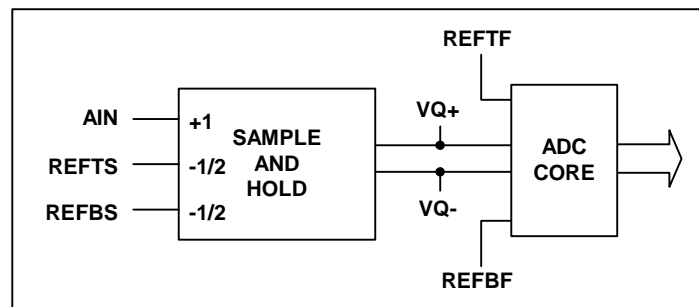 REFTF
AIN
+1
REFTS
-1/2
REFBS
-1/2
SAMPLE
AND
HOLD
VQ+
VQ-
ADC
CORE
REFBF